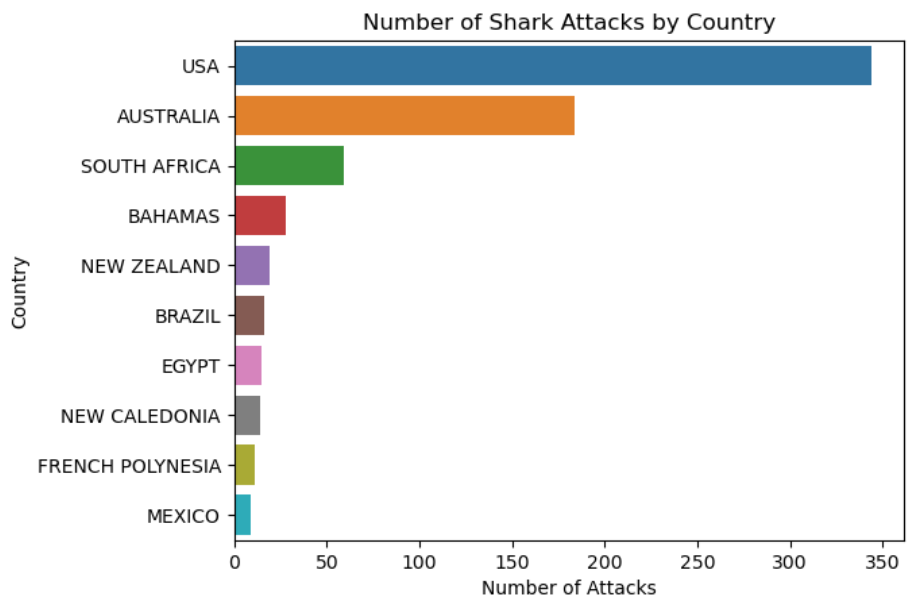 Number of Shark Attacks by Country
USA
AUSTRALIA
SOUTH AFRICA
BAHAMAS
NEW ZEALAND
BRAZIL
EGYPT
NEW CALEDONIA
FRENCH POLYNESIA
MEXICO
Country
0 50 100 150 200 250 300 350
Number of Attacks